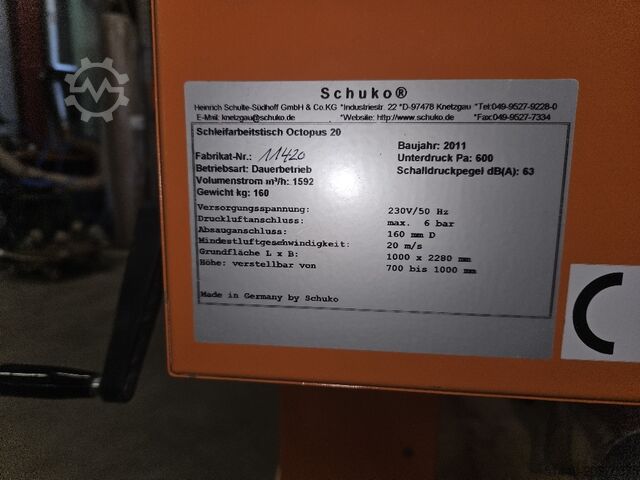 Schuko®
Heinrich Schulte-Südhoff GmbH & Co.KG *Industriestr. 22 *D-97478 Knetzgau *Tel:049-9527-9228-0
E-Mail: knetzgau@schuko.de *Website: http://www.schuko.de *Fax:049-9527-7334
Schleifarbeitstisch Octopus 20
Fabrikat-Nr.: 11420 Baujahr: 2011
Betriebsart: Dauerbetrieb Unterdruck Pa: 600
Volumenstrom m³/h: 1592 Schalldruckpegel dB(A): 63
Gewicht kg: 160
Versorgungsspannung: 230V/50 Hz
Druckluftanschluss: max. 6 bar
Absauganschluss: 160 mm D
Mindestluftgeschwindigkeit: 20 m/s
Grundfläche L x B: 1000 x 2280 mm
Höhe: verstellbar von 700 bis 1000 mm
Made in Germany by Schuko